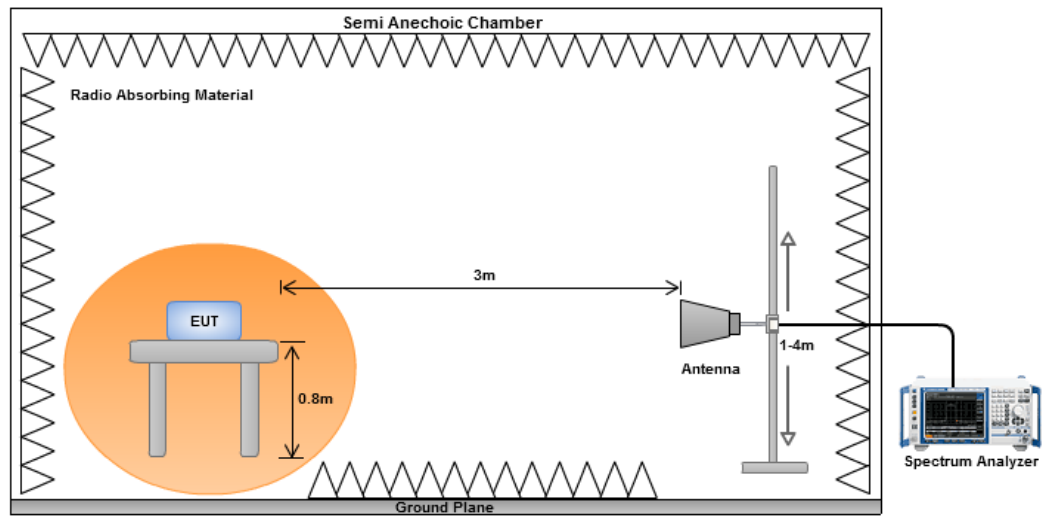 Semi Anechoic Chamber
Radio Absorbing Material
3m
EUT
1-4m
Antenna
0.8m
Spectrum Analyzer
Ground Plane